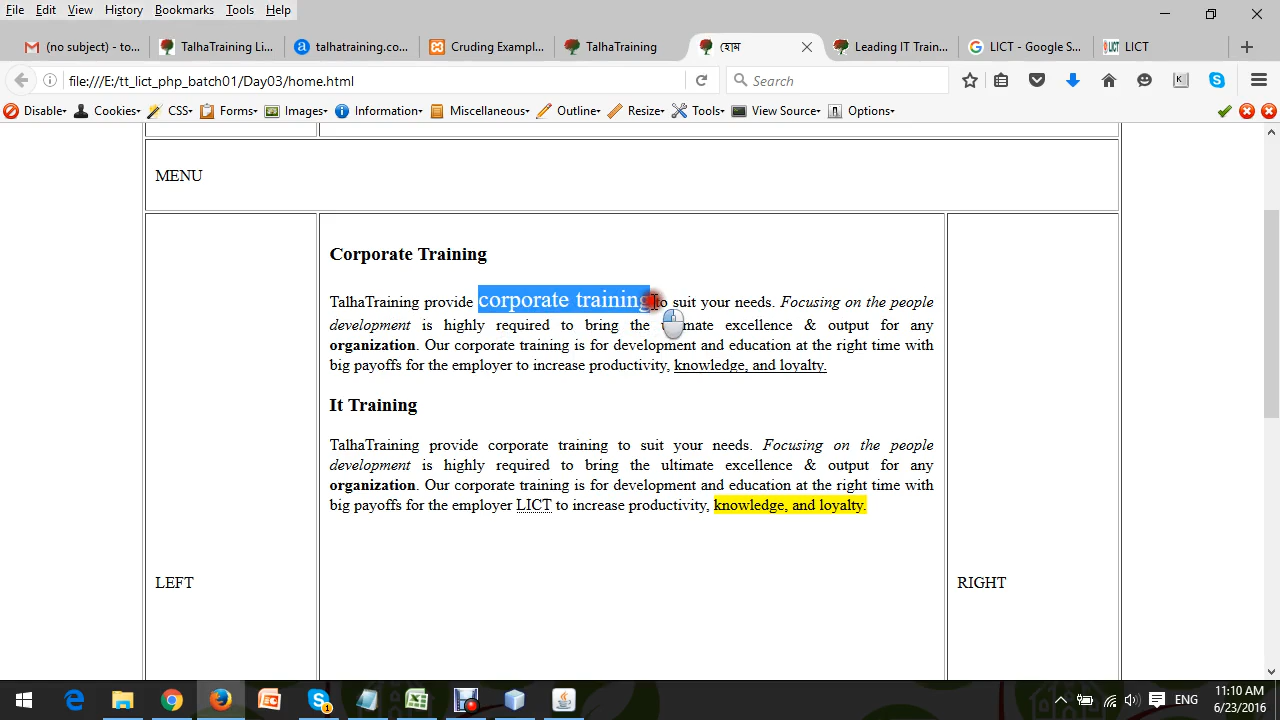 File Edit View History Bookmarks Tools Help
(no subject) - to... TalhaTraining Li... talhatraining.co... Cruding Exampl... TalhaTraining হোম Leading IT Train... LICT - Google S... LICT
file:///E:/tt_lict_php_batch01/Day03/home.html Search
Disable Cookies CSS Forms Images Information Miscellaneous Outline Resize Tools View Source Options
MENU
Corporate Training
TalhaTraining provide corporate training to suit your needs. Focusing on the people
development is highly required to bring the ultimate excellence & output for any
organization. Our corporate training is for development and education at the right time with
big payoffs for the employer to increase productivity, knowledge, and loyalty.
It Training
TalhaTraining provide corporate training to suit your needs. Focusing on the people
development is highly required to bring the ultimate excellence & output for any
organization. Our corporate training is for development and education at the right time with
big payoffs for the employer LICT to increase productivity, knowledge, and loyalty.
LEFT RIGHT
ENG 11:10 AM
6/23/2016